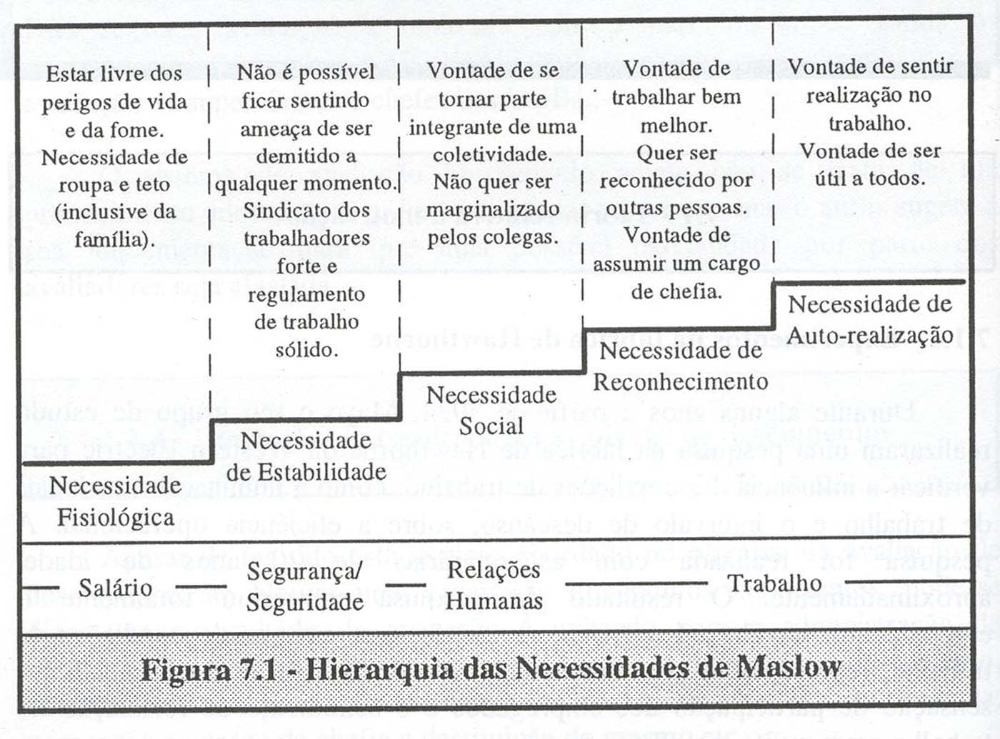 Estar livre dos
perigos de vida
e da fome.
Necessidade de
roupa e teto
(inclusive da
família).
Não é possível
ficar sentindo
ameaça de ser
demitido a
qualquer momento.
Sindicato dos
trabalhadores
forte e
regulamento
de trabalho
sólido.
Vontade de se
tornar parte
integrante de uma
coletividade.
Não quer ser
marginalizado
pelos colegas.
Vontade de
trabalhar bem
melhor.
Quer ser
reconhecido por
outras pessoas.
Vontade de
assumir um cargo
de chefia.
Vontade de sentir
realização no
trabalho.
Vontade de ser
útil a todos.
Necessidade
Fisiológica
Necessidade
de Estabilidade
Necessidade
Social
Necessidade de
Reconhecimento
Necessidade de
Auto-realização
Salário
Segurança/
Seguridade
Relações
Humanas
Trabalho
Figura 7.1 - Hierarquia das Necessidades de Maslow